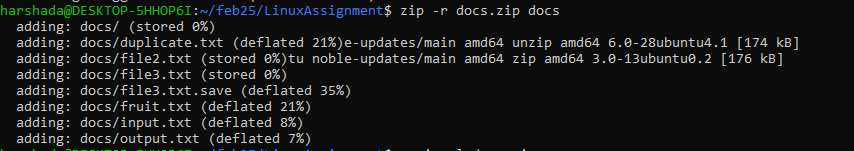 harshada@DESKTOP-5HHOP6I:~/feb25/LinuxAssignment$ zip -r docs.zip docs
  adding: docs/ (stored 0%)
  adding: docs/duplicate.txt (deflated 21%)e-updates/main amd64 unzip amd64 6.0-28ubuntu4.1 [174 kB]
  adding: docs/file2.txt (stored 0%)tu noble-updates/main amd64 zip amd64 3.0-13ubuntu0.2 [176 kB]
  adding: docs/file3.txt (stored 0%)
  adding: docs/file3.txt.save (deflated 35%)
  adding: docs/fruit.txt (deflated 21%)
  adding: docs/input.txt (deflated 8%)
  adding: docs/output.txt (deflated 7%)